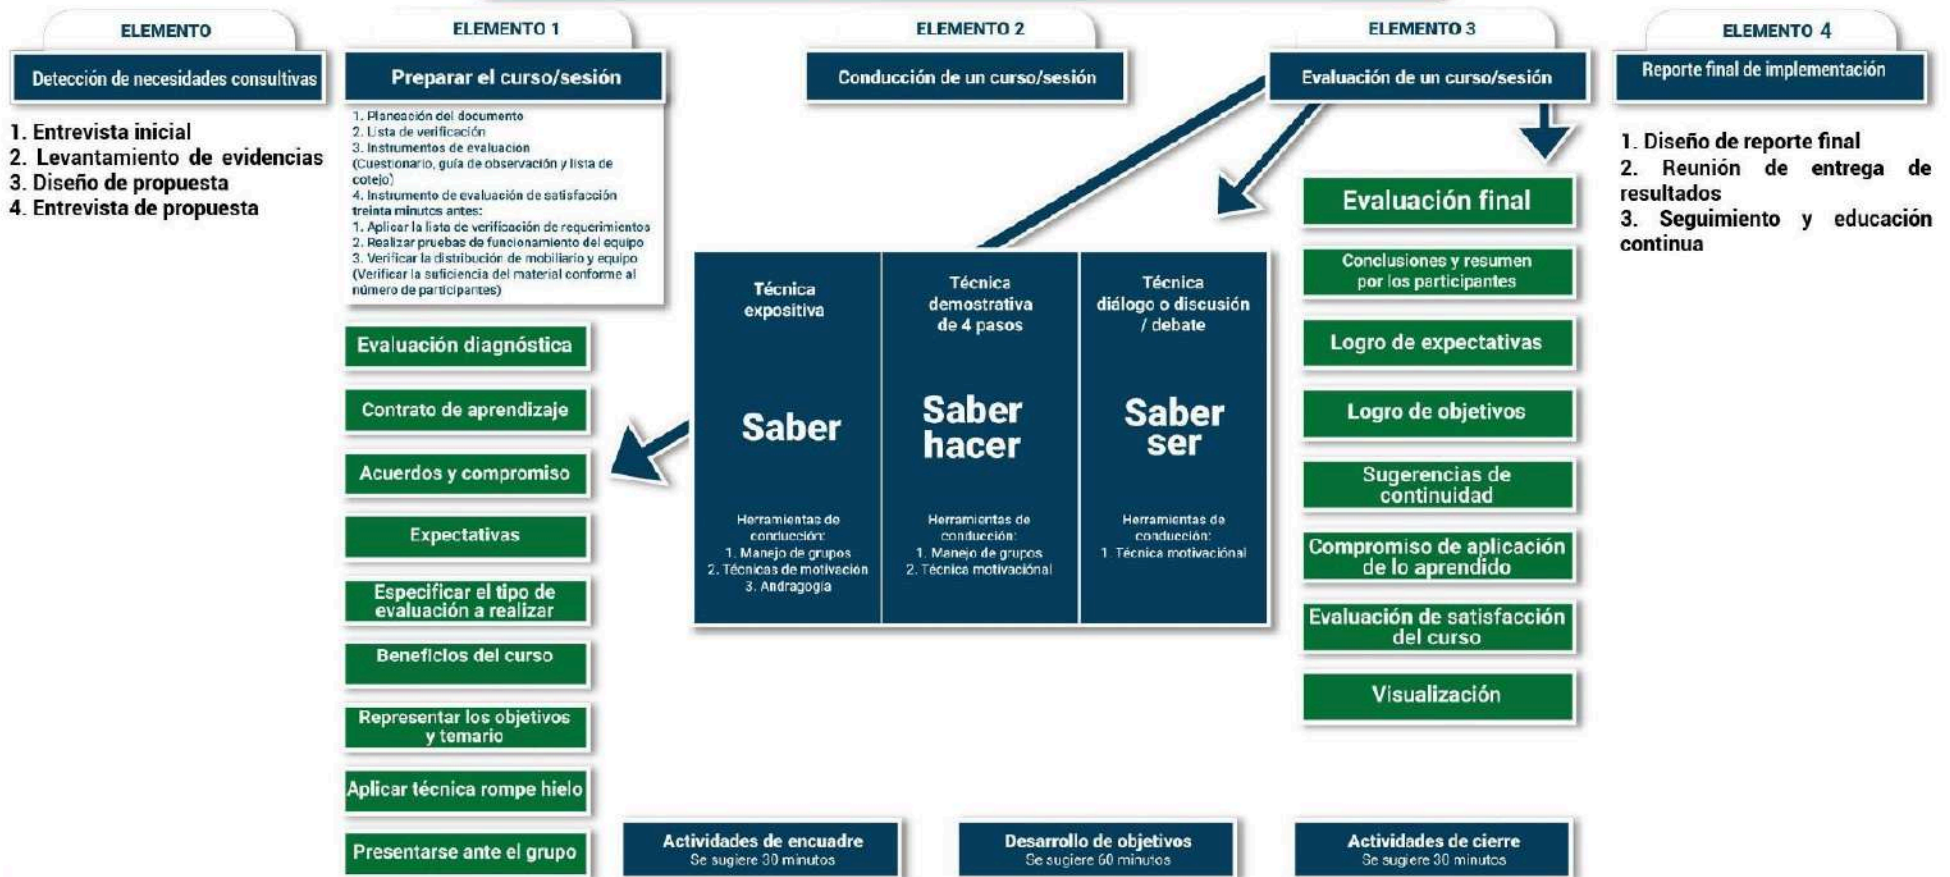 ELEMENTO
Detección de necesidades consultivas
1. Entrevista inicial
2. Levantamiento de evidencias
3. Diseño de propuesta
4. Entrevista de propuesta
ELEMENTO 1
Preparar el curso/sesión
1. Planeación del documento
2. Lista de verificación
3. Instrumentos de evaluación
(Cuestionario, guía de observación y lista de
cotejo)
4. Instrumento de evaluación de satisfacción
treinta minutos antes:
1. Aplicar la lista de verificación de requerimientos
2. Realizar pruebas de funcionamiento del equipo
3. Verificar la distribución de mobiliario y equipo
(Verificar la suficiencia del material conforme al
número de participantes)
Evaluación diagnóstica
Contrato de aprendizaje
Acuerdos y compromiso
Expectativas
Especificar el tipo de
evaluación a realizar
Beneficios del curso
Representar los objetivos
y temario
Aplicar técnica rompe hielo
Presentarse ante el grupo
ELEMENTO 2
Conducción de un curso/sesión
Técnica
expositiva
Saber
Herramientas de
conducción:
1. Manejo de grupos
2. Técnicas de motivación
3. Andragogía
Técnica
demostrativa
de 4 pasos
Saber
hacer
Herramientas de
conducción:
1. Manejo de grupos
2. Técnica motivaciónal
Técnica
diálogo o discusión
/ debate
Saber
ser
Herramientas de
conducción:
1. Técnica motivaciónal
ELEMENTO 3
Evaluación de un curso/sesión
Evaluación final
Conclusiones y resumen
por los participantes
Logro de expectativas
Logro de objetivos
Sugerencias de
continuidad
Compromiso de aplicación
de lo aprendido
Evaluación de satisfacción
del curso
Visualización
ELEMENTO 4
Reporte final de implementación
1. Diseño de reporte final
2. Reunión de entrega de
resultados
3. Seguimiento y educación
continua
Actividades de encuadre
Se sugiere 30 minutos
Desarrollo de objetivos
Se sugiere 60 minutos
Actividades de cierre
Se sugiere 30 minutos